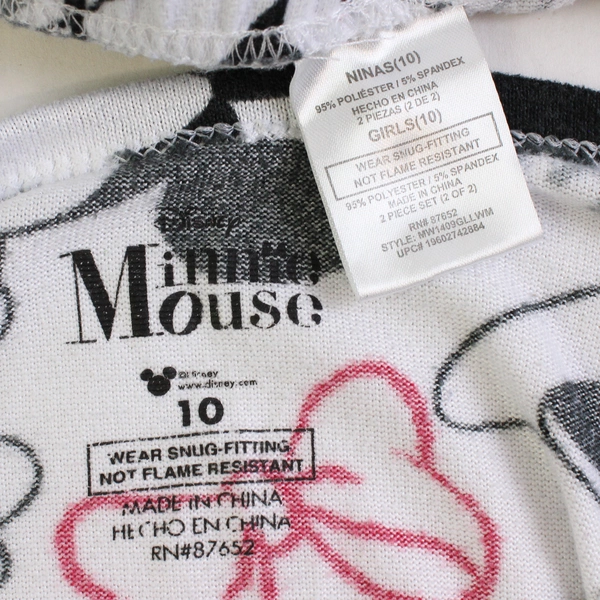 NINAS(10)
95% POLIÉSTER / 5% SPANDEX
HECHO EN CHINA
2 PIEZAS (2 DE 2)
GIRLS(10)
WEAR SNUG-FITTING
NOT FLAME RESISTANT
95% POLYESTER / 5% SPANDEX
MADE IN CHINA
2 PIECE SET (2 OF 2)
RN# 87652
STYLE: MW1409GLLWM
UPC# 19602742884
Disney
Minnie
Mouse
© Disney
www.disney.com
10
WEAR SNUG-FITTING
NOT FLAME RESISTANT
MADE IN CHINA
HECHO EN CHINA
RN#87652